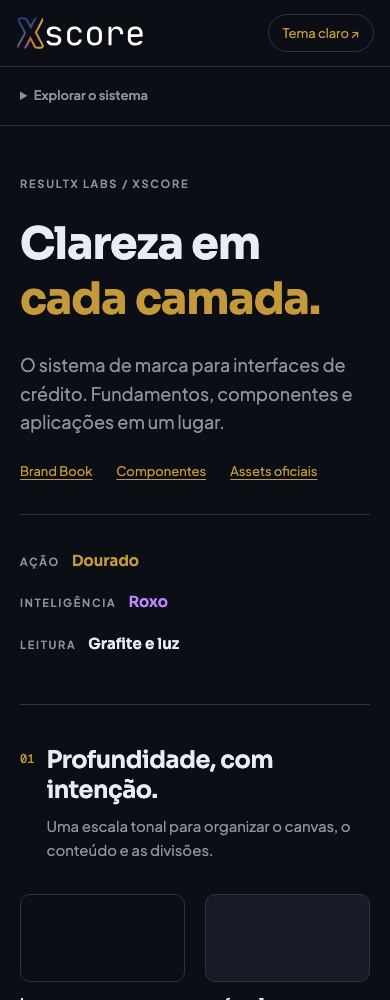 Xscore
Tema claro ↗
▶ Explorar o sistema
RESULTX LABS / XSCORE
Clareza em
cada camada.
O sistema de marca para interfaces de
crédito. Fundamentos, componentes e
aplicações em um lugar.
Brand Book Componentes Assets oficiais
AÇÃO Dourado
INTELIGÊNCIA Roxo
LEITURA Grafite e luz
01 Profundidade, com
intenção.
Uma escala tonal para organizar o canvas, o
conteúdo e as divisões.